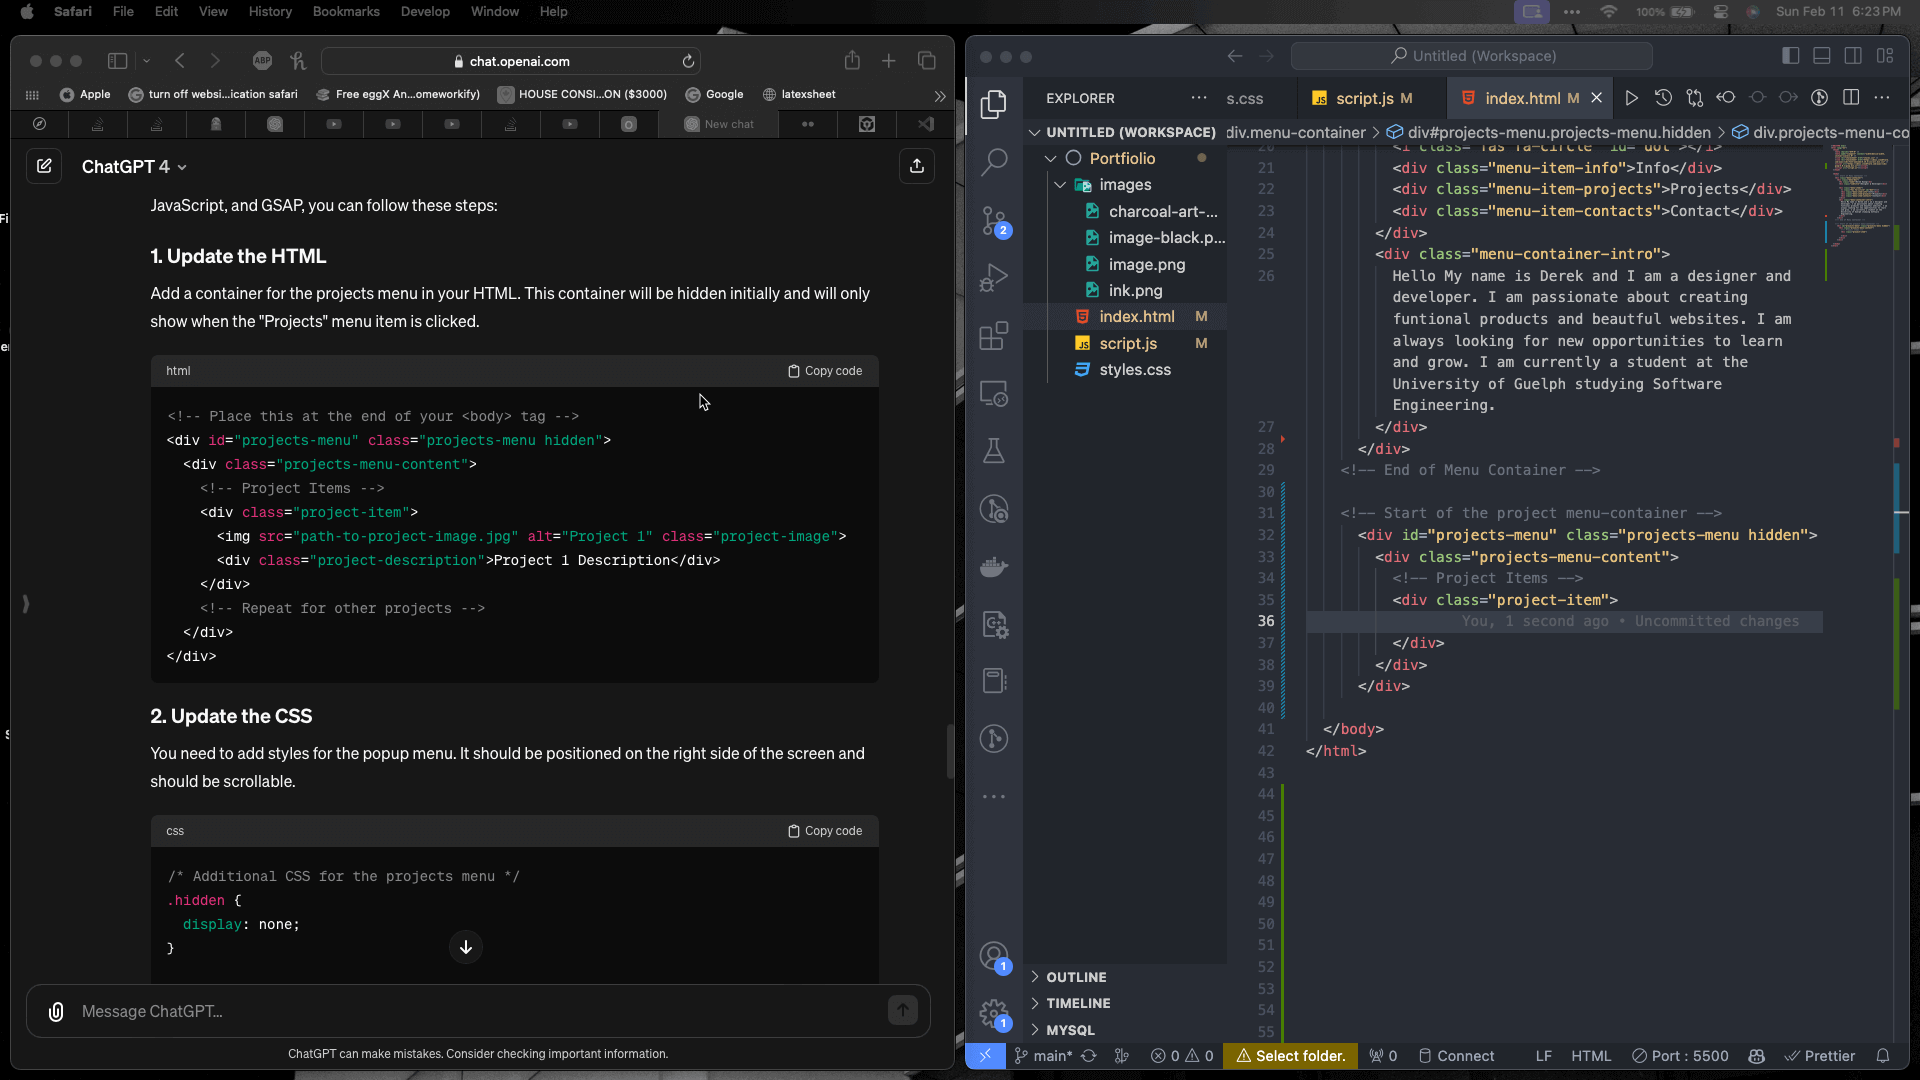 Safari File Edit View History Bookmarks Develop Window Help
100% Sun Feb 11 6:23 PM
ABP
chat.openai.com
Apple turn off websi...ication safari Free eggX An...omeworkify) HOUSE CONSI...ON ($3000) Google latexsheet
New chat
ChatGPT 4
JavaScript, and GSAP, you can follow these steps:
1. Update the HTML
Add a container for the projects menu in your HTML. This container will be hidden initially and will only
show when the "Projects" menu item is clicked.
html Copy code
<!-- Place this at the end of your <body> tag -->
<div id="projects-menu" class="projects-menu hidden">
<div class="projects-menu-content">
<!-- Project Items -->
<div class="project-item">
<img src="path-to-project-image.jpg" alt="Project 1" class="project-image">
<div class="project-description">Project 1 Description</div>
</div>
<!-- Repeat for other projects -->
</div>
</div>
2. Update the CSS
You need to add styles for the popup menu. It should be positioned on the right side of the screen and
should be scrollable.
css Copy code
/* Additional CSS for the projects menu */
.hidden {
display: none;
}
Message ChatGPT...
ChatGPT can make mistakes. Consider checking important information.
Untitled (Workspace)
EXPLORER
s.css script.js M index.html M
UNTITLED (WORKSPACE)
div.menu-container > div#projects-menu.projects-menu.hidden > div.projects-menu-co
Portfiolio
images
charcoal-art-...
image-black.p...
image.png
ink.png
index.html M
script.js M
styles.css
2
1
1
OUTLINE
TIMELINE
MYSQL
20 <i class="fas fa-circle" id="dot"></i>
21 <div class="menu-item-info">Info</div>
22 <div class="menu-item-projects">Projects</div>
23 <div class="menu-item-contacts">Contact</div>
24 </div>
25 <div class="menu-container-intro">
26 Hello My name is Derek and I am a designer and
developer. I am passionate about creating
funtional products and beautful websites. I am
always looking for new opportunities to learn
and grow. I am currently a student at the
University of Guelph studying Software
Engineering.
27 </div>
28 </div>
29 <!-- End of Menu Container -->
30
31 <!-- Start of the project menu-container -->
32 <div id="projects-menu" class="projects-menu hidden">
33 <div class="projects-menu-content">
34 <!-- Project Items -->
35 <div class="project-item">
36 You, 1 second ago • Uncommitted changes
37 </div>
38 </div>
39 </div>
40
41 </body>
42 </html>
43
44
45
46
47
48
49
50
51
52
53
54
55
main* 0 0 Select folder. 0 Connect LF HTML Port : 5500 Prettier